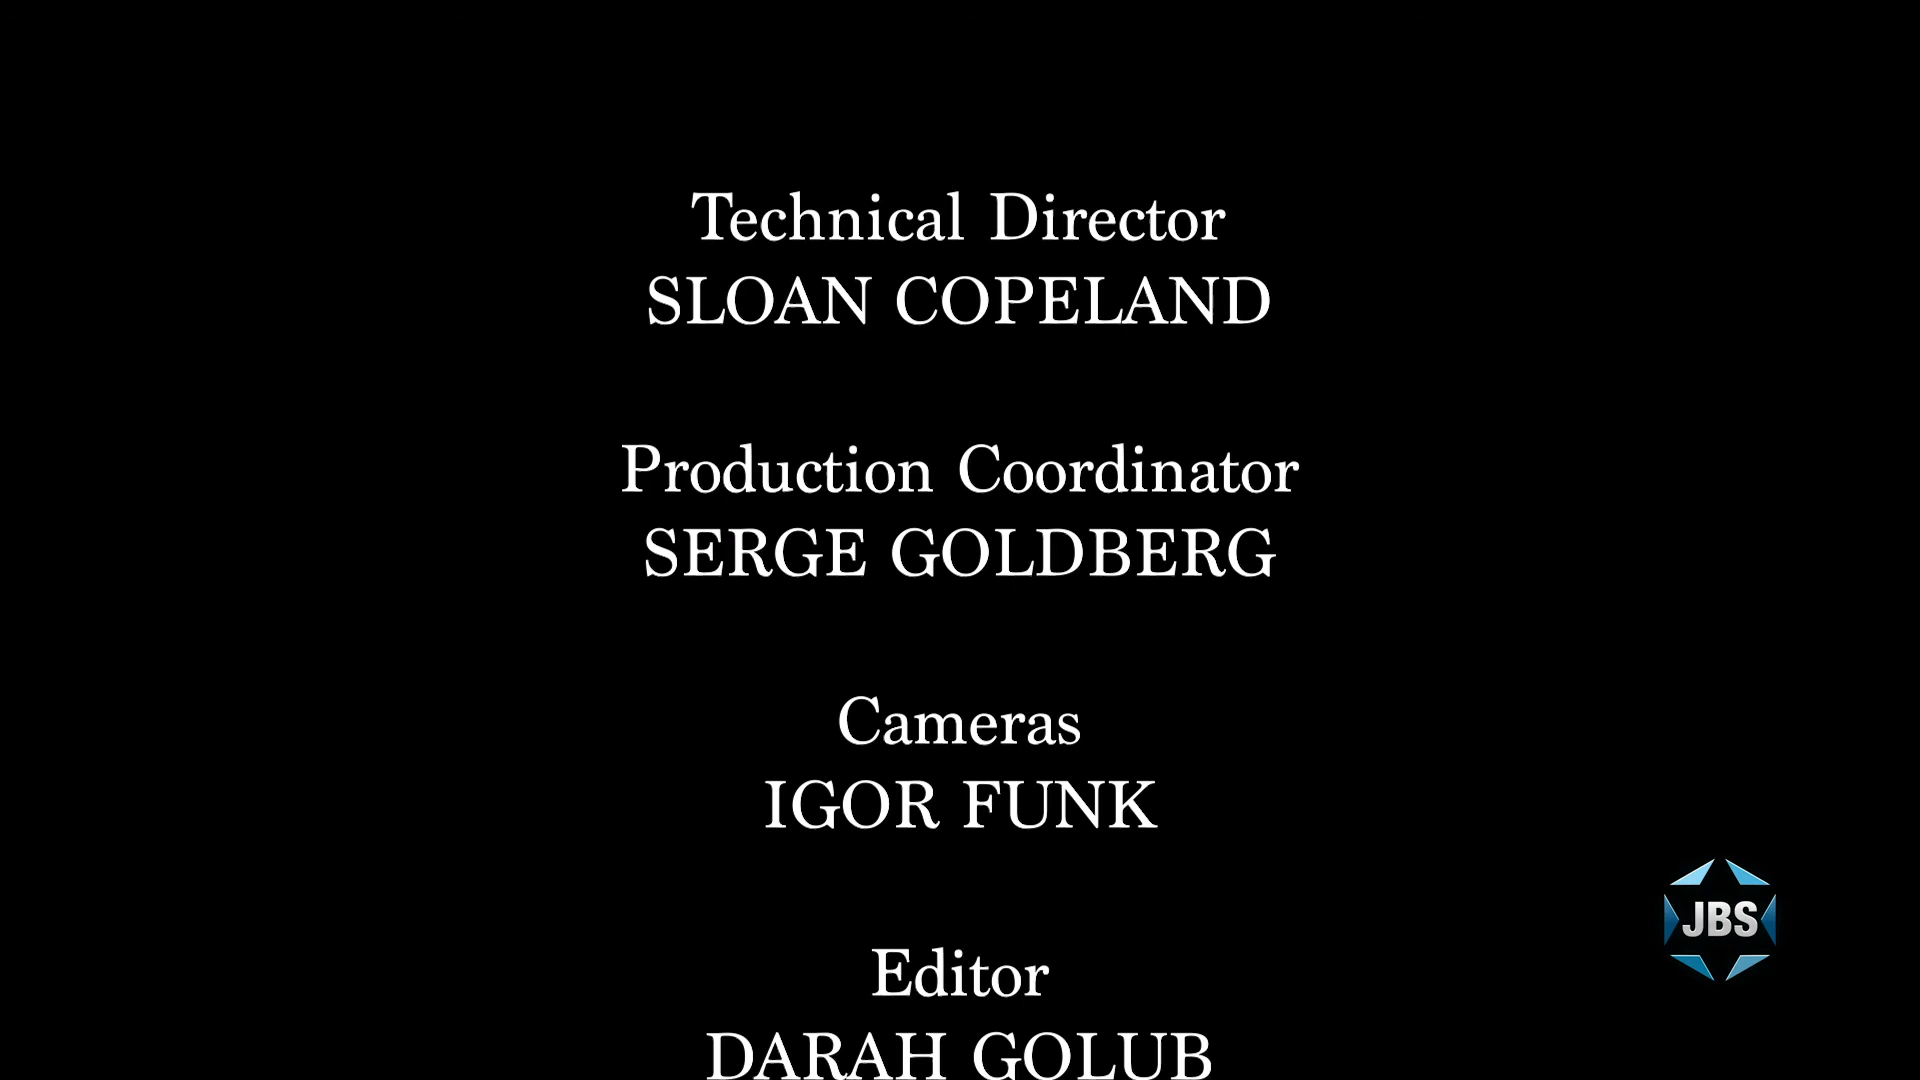 Technical Director
SLOAN COPELAND
Production Coordinator
SERGE GOLDBERG
Cameras
IGOR FUNK
JBS
Editor
DARAH GOLUB